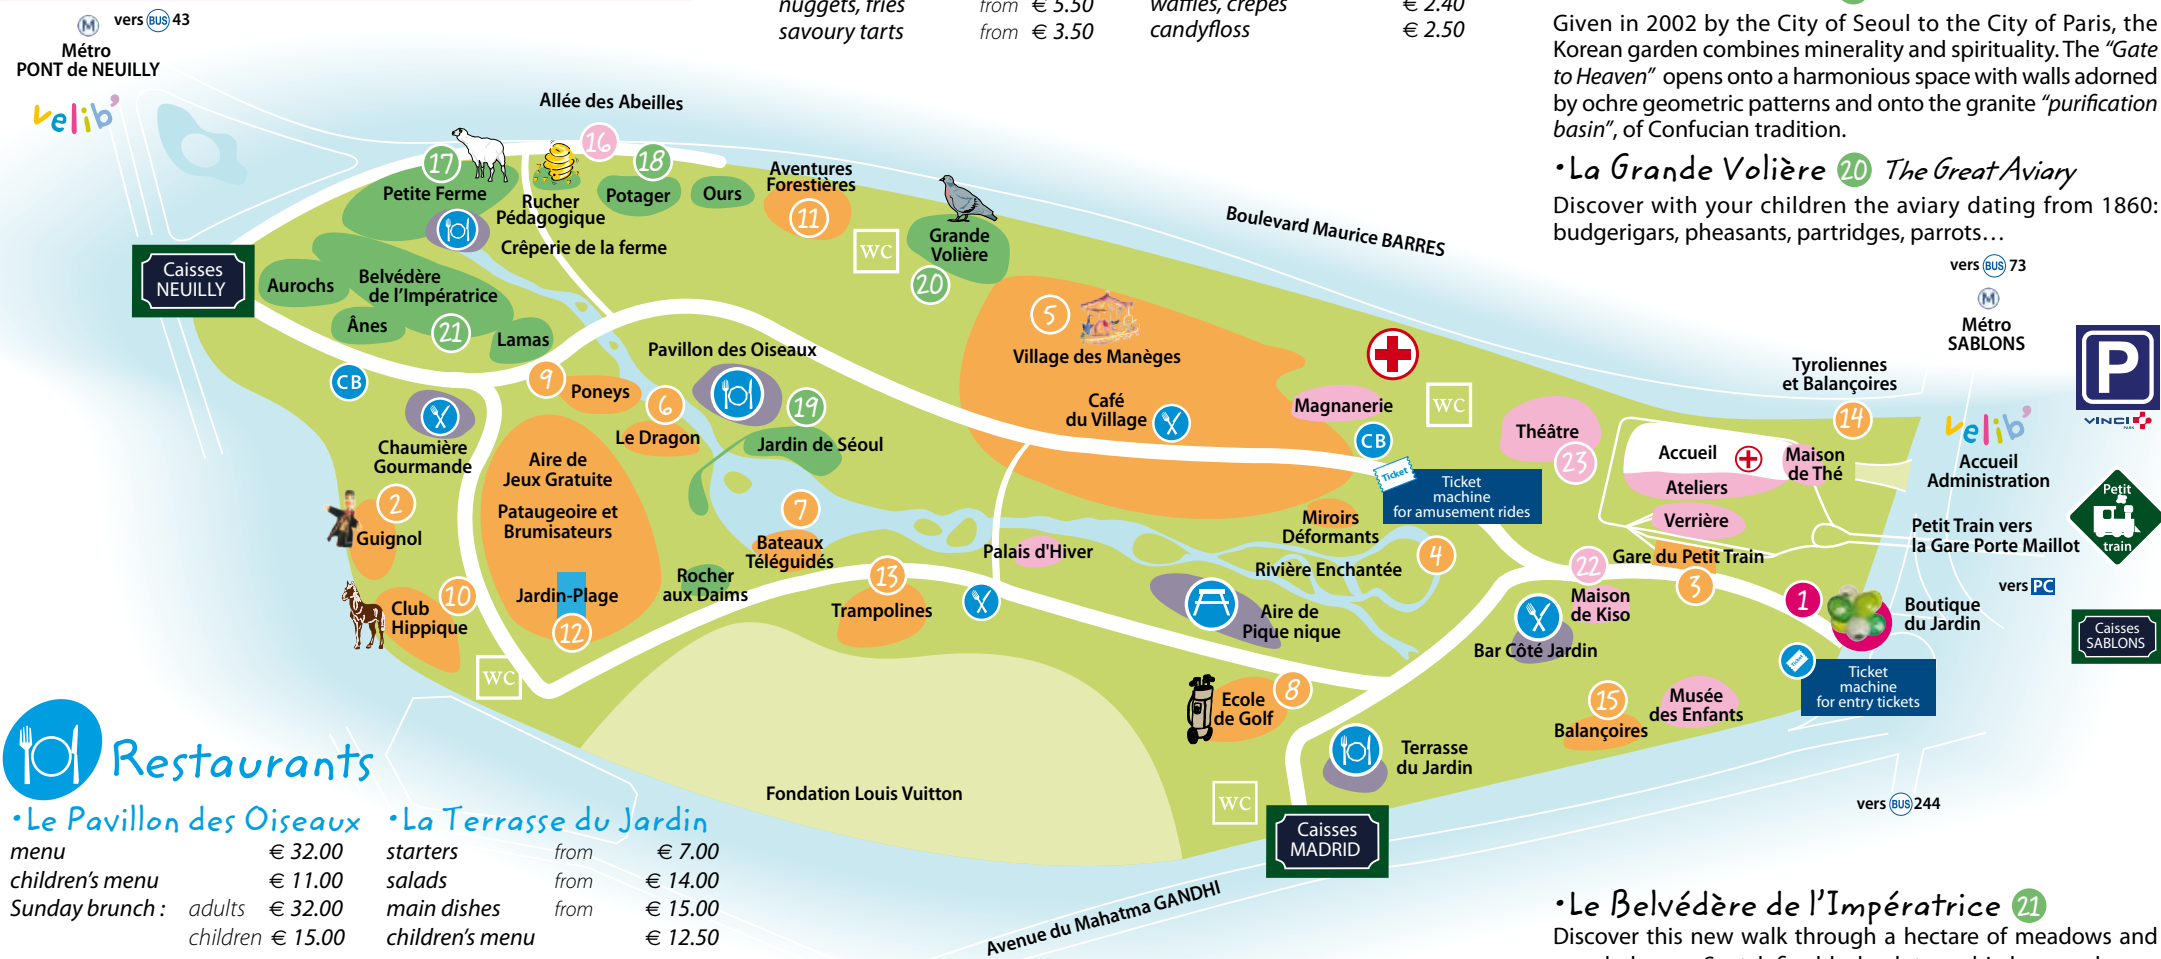 nuggets, fries from € 5.50
savoury tarts from € 3.50
waffles, crêpes € 2.40
candyfloss € 2.50
Given in 2002 by the City of Seoul to the City of Paris, the
Korean garden combines minerality and spirituality. The “Gate
to Heaven” opens onto a harmonious space with walls adorned
by ochre geometric patterns and onto the granite “purification
basin”, of Confucian tradition.
•La Grande Volière 20 The Great Aviary
Discover with your children the aviary dating from 1860:
budgerigars, pheasants, partridges, parrots…
M vers BUS 43
Métro
PONT de NEUILLY
velib’
Allée des Abeilles
16
17
Petite Ferme
Rucher
Pédagogique
18
Potager
Ours
Aventures
Forestières
11
Crêperie de la ferme
WC
Grande
Volière
20
Boulevard Maurice BARRES
vers BUS 73
M
Métro
SABLONS
Caisses
NEUILLY
Aurochs
Belvédère
de l’Impératrice
Ânes
21
Lamas
CB
9
Poneys
6
Le Dragon
Pavillon des Oiseaux
19
Jardin de Séoul
5
Village des Manèges
Café
du Village
Magnanerie
WC
CB
Ticket
Ticket
machine
for amusement rides
Théâtre
23
Tyroliennes
et Balançoires
14
P
VINCI PARK
velib’
Accueil
Administration
Accueil
Maison
de Thé
Ateliers
Verrière
Petit Train vers
la Gare Porte Maillot
Petit
train
vers PC
Chaumière
Gourmande
2
Guignol
Aire de
Jeux Gratuite
Pataugeoire et
Brumisateurs
Jardin-Plage
12
10
Club
Hippique
WC
7
Bateaux
Téléguidés
Rocher
aux Daims
13
Trampolines
Palais d'Hiver
Miroirs
Déformants
Rivière Enchantée
4
Aire de
Pique nique
22
Maison
de Kiso
Gare du Petit Train
3
1
Boutique
du Jardin
Caisses
SABLONS
Bar Côté Jardin
Ticket
Ticket
machine
for entry tickets
Ecole
de Golf
8
15
Balançoires
Musée
des Enfants
Terrasse
du Jardin
WC
Caisses
MADRID
Fondation Louis Vuitton
Avenue du Mahatma GANDHI
vers BUS 244
Restaurants
•Le Pavillon des Oiseaux
menu € 32.00
children’s menu € 11.00
Sunday brunch : adults € 32.00
children € 15.00
•La Terrasse du Jardin
starters from € 7.00
salads from € 14.00
main dishes from € 15.00
children’s menu € 12.50
•Le Belvédère de l’Impératrice 21
Discover this new walk through a hectare of meadows and